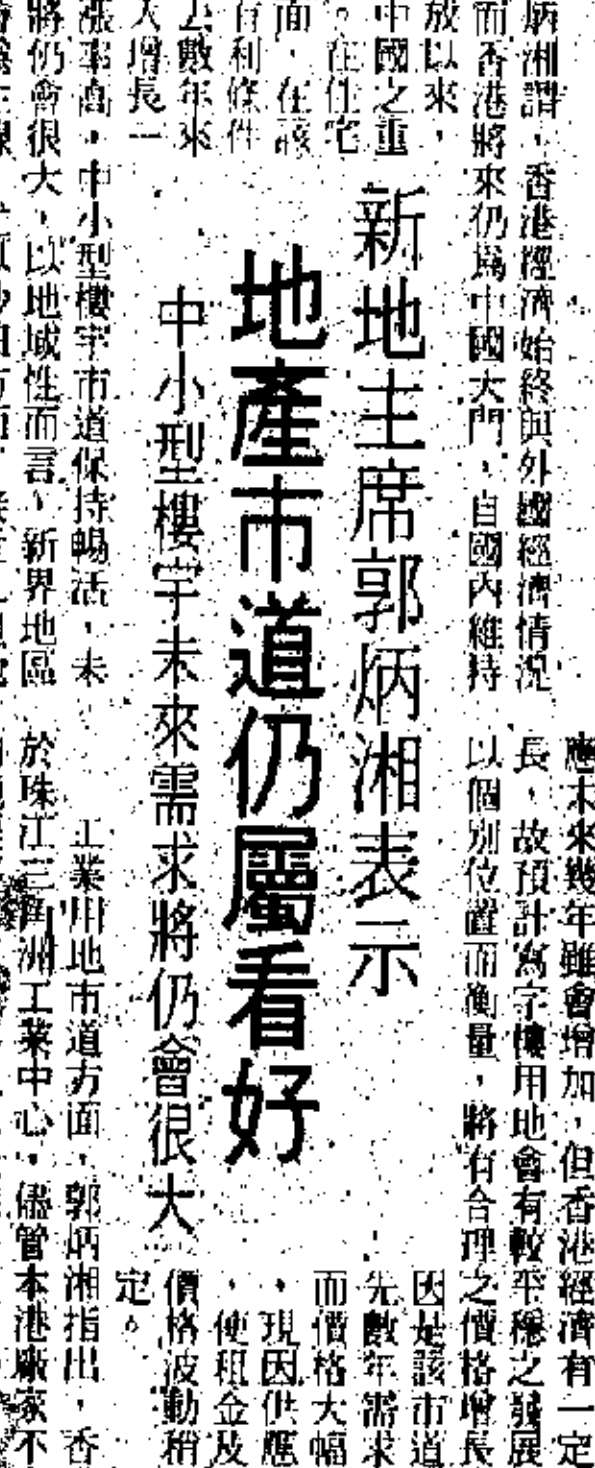 新地主席郭炳湘表示
地產市道仍屬看好
中小型樓宇未來需求將仍會很大
炳湘謂，香港經濟始終與外國經濟情況
而香港將來仍為中國大門，自國內維持
放以來，
中國之重
。在住宅
面，在該
有利條件
去數年來
大增長一
漲率高，中小型樓宇市道保持暢活，未
將仍會很大，以地域性而言，新界地區
應未來幾年雖會增加，但香港經濟有一定
長，故預計寫字樓用地會有較平穩之發展
以個別位置而衡量，將有合理之價格增長
因是該市道
先數年需求
而價格大幅
，現因供應
，使租金及
價格波動稍
定。
工業用地市道方面，郭炳湘指出，香
於珠江三角洲工業中心，儘管本港廠家不